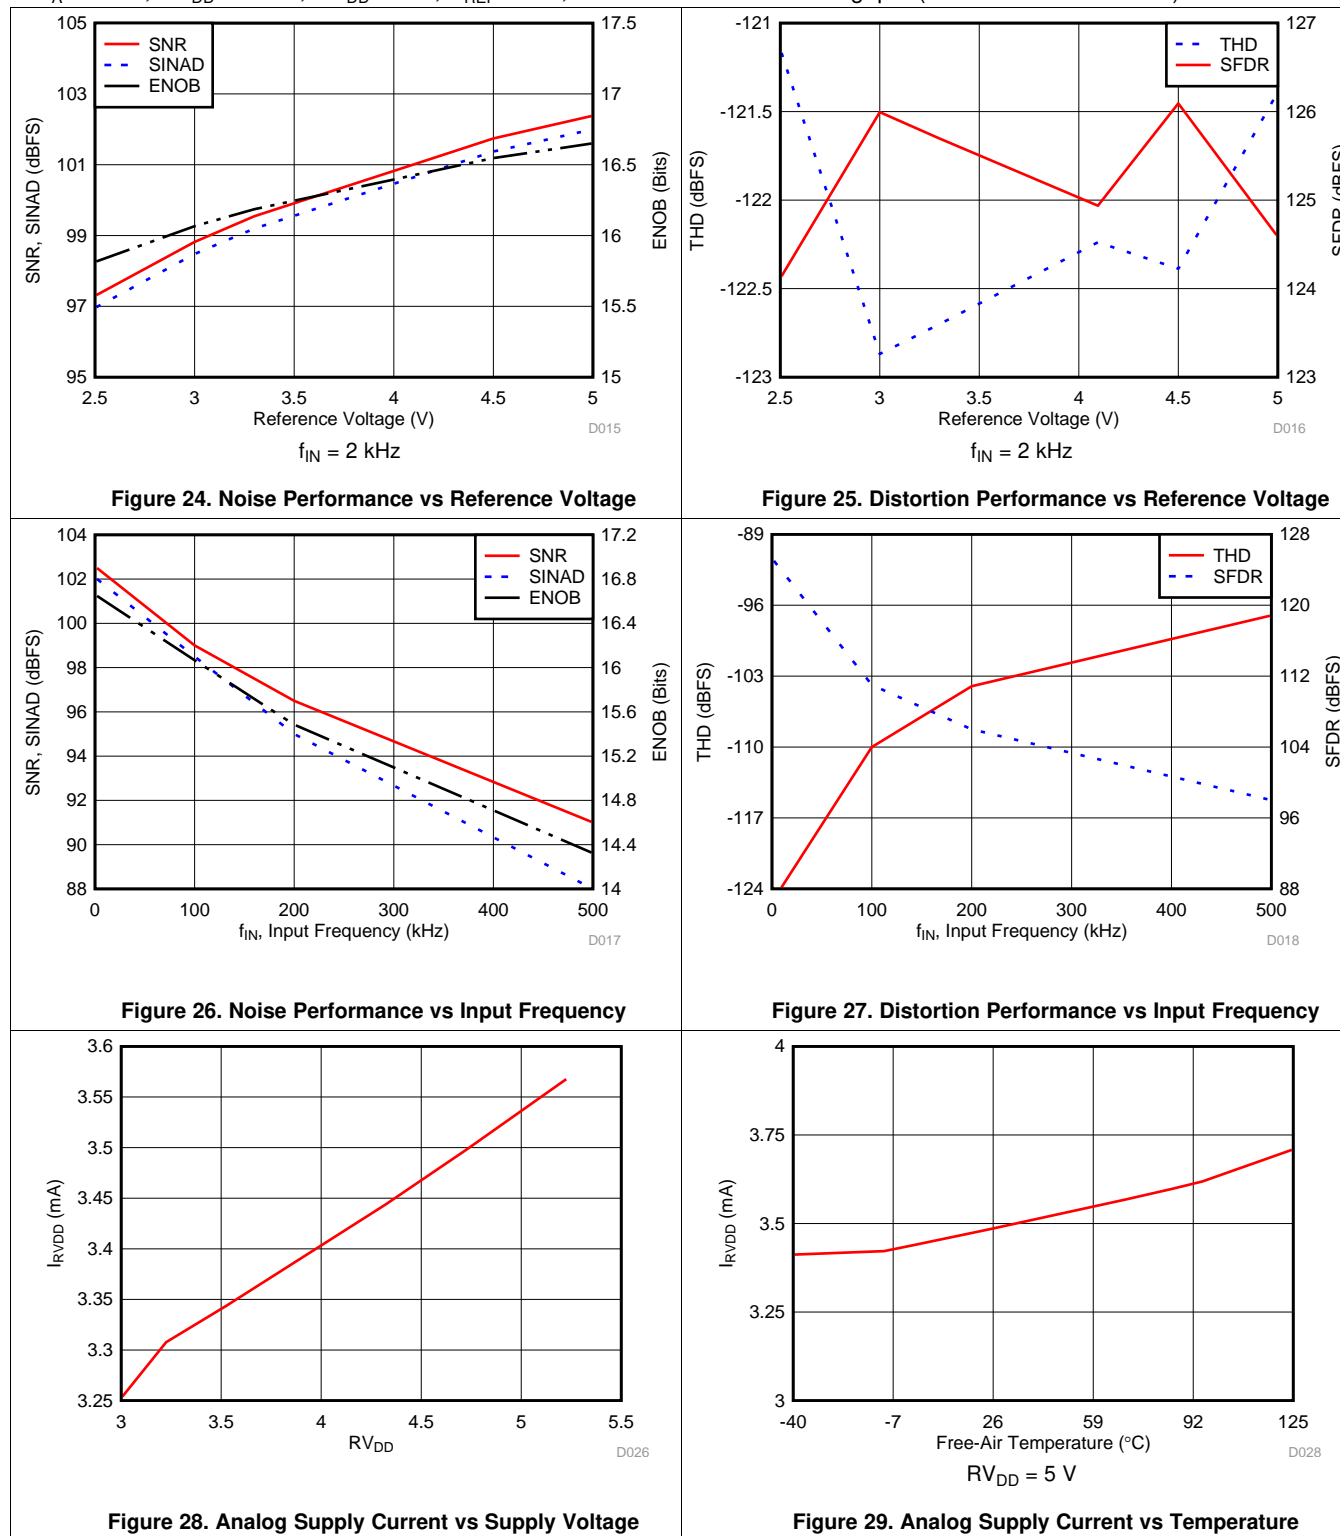 105
103
101
99
97
95
SNR, SINAD (dBFS)
SNR
SINAD
ENOB
17.5
17
16.5
16
15.5
15
ENOB (Bits)
2.5 3 3.5 4 4.5 5
Reference Voltage (V)
D015
fIN = 2 kHz
Figure 24. Noise Performance vs Reference Voltage
-121
-121.5
-122
-122.5
-123
THD (dBFS)
THD
SFDR
127
126
125
124
123
SFDR (dBFS)
2.5 3 3.5 4 4.5 5
Reference Voltage (V)
D016
fIN = 2 kHz
Figure 25. Distortion Performance vs Reference Voltage
104
102
100
98
96
94
92
90
88
SNR, SINAD (dBFS)
SNR
SINAD
ENOB
17.2
16.8
16.4
16
15.6
15.2
14.8
14.4
14
ENOB (Bits)
0 100 200 300 400 500
fIN, Input Frequency (kHz)
D017
Figure 26. Noise Performance vs Input Frequency
-89
-96
-103
-110
-117
-124
THD (dBFS)
THD
SFDR
128
120
112
104
96
88
SFDR (dBFS)
0 100 200 300 400 500
fIN, Input Frequency (kHz)
D018
Figure 27. Distortion Performance vs Input Frequency
3.6
3.55
3.5
3.45
3.4
3.35
3.3
3.25
IRVDD (mA)
3 3.5 4 4.5 5 5.5
RVDD
D026
Figure 28. Analog Supply Current vs Supply Voltage
4
3.75
3.5
3.25
3
IRVDD (mA)
-40 -7 26 59 92 125
Free-Air Temperature (°C)
D028
RVDD = 5 V
Figure 29. Analog Supply Current vs Temperature